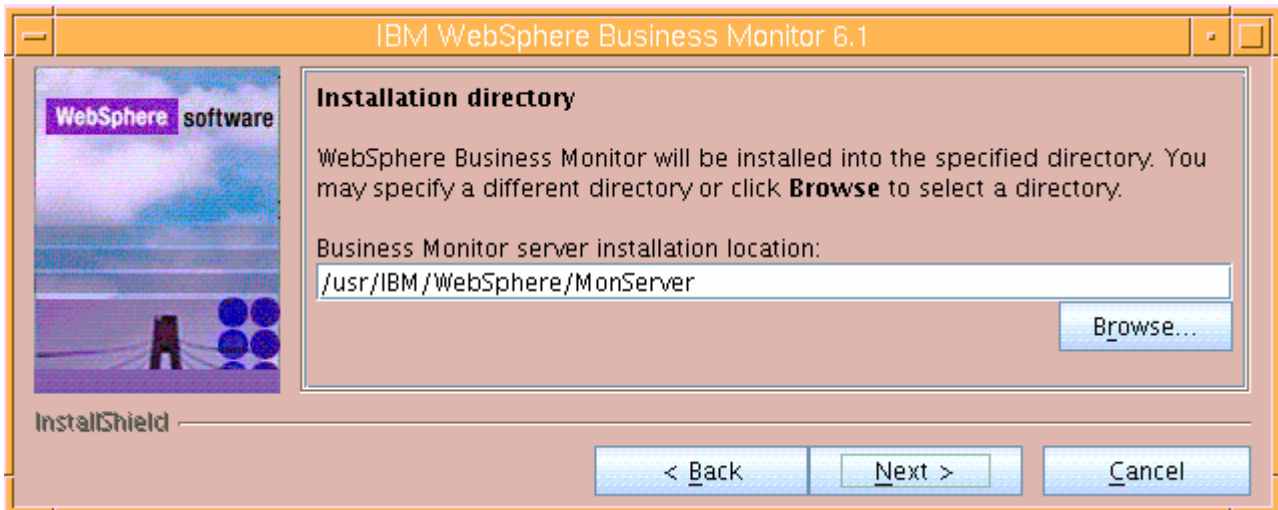 IBM WebSphere Business Monitor 6.1
WebSphere software
Installation directory
WebSphere Business Monitor will be installed into the specified directory. You
may specify a different directory or click Browse to select a directory.
Business Monitor server installation location:
/usr/IBM/WebSphere/MonServer
Browse...
InstallShield
< Back
Next >
Cancel